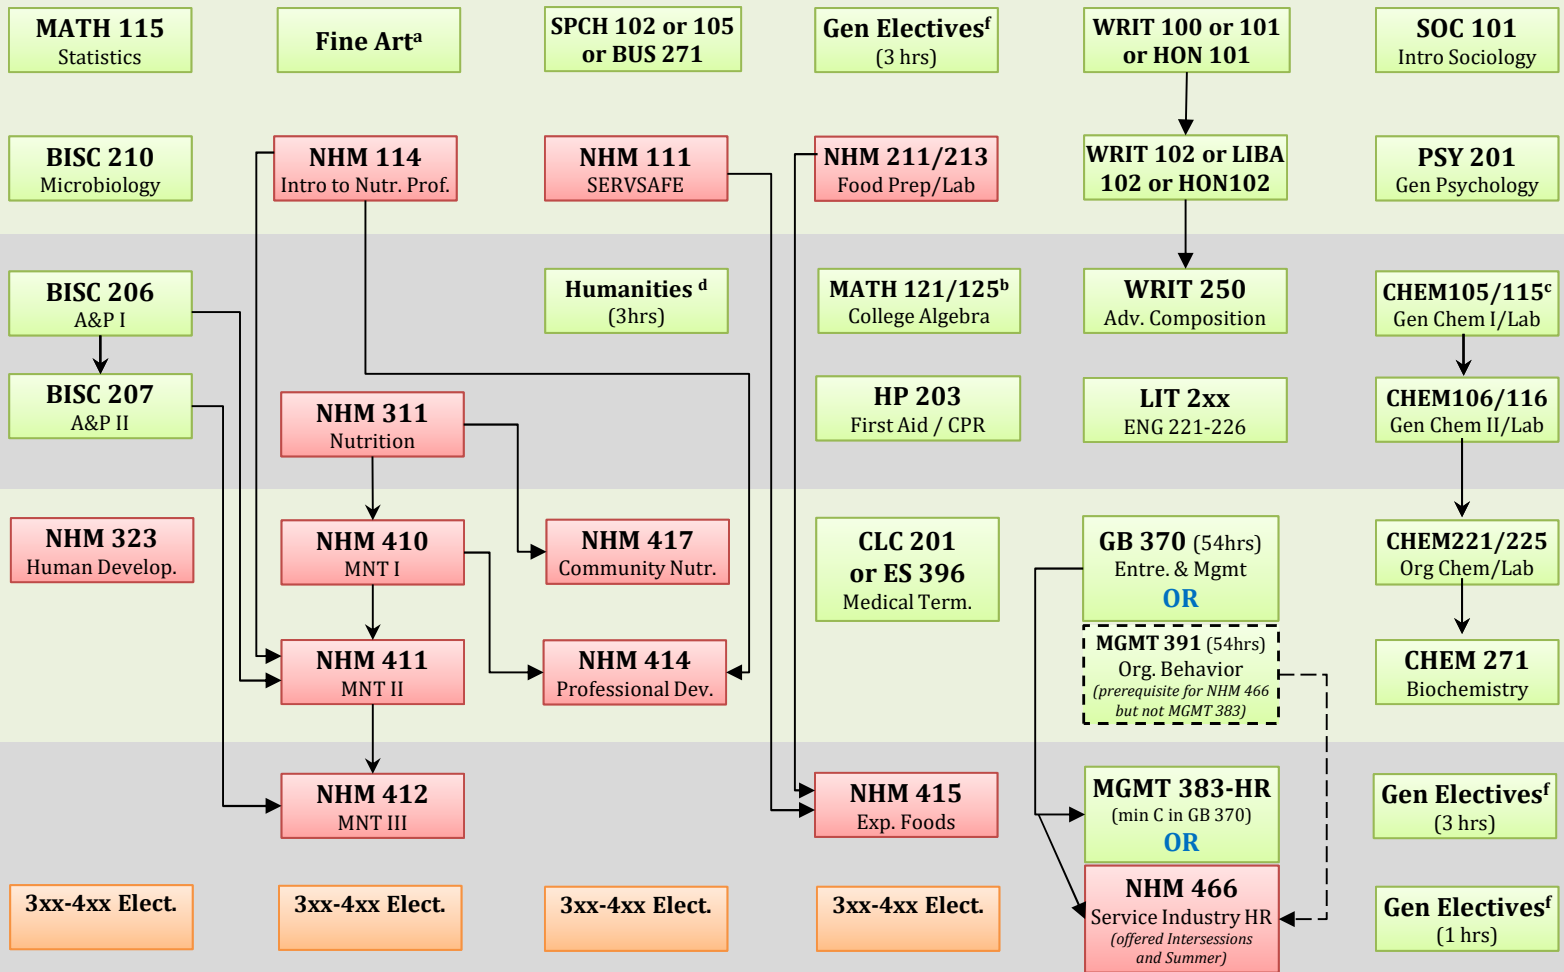 MATH 115
Statistics
Fine Artᵃ
SPCH 102 or 105
or BUS 271
Gen Electivesᶠ
(3 hrs)
WRIT 100 or 101
or HON 101
SOC 101
Intro Sociology
BISC 210
Microbiology
NHM 114
Intro to Nutr. Prof.
NHM 111
SERVSAFE
NHM 211/213
Food Prep/Lab
WRIT 102 or LIBA
102 or HON102
PSY 201
Gen Psychology
BISC 206
A&P I
Humanities ᵈ
(3hrs)
MATH 121/125ᵇ
College Algebra
WRIT 250
Adv. Composition
CHEM105/115ᶜ
Gen Chem I/Lab
BISC 207
A&P II
NHM 311
Nutrition
HP 203
First Aid / CPR
LIT 2xx
ENG 221-226
CHEM106/116
Gen Chem II/Lab
NHM 323
Human Develop.
NHM 410
MNT I
NHM 417
Community Nutr.
CLC 201
or ES 396
Medical Term.
GB 370 (54hrs)
Entre. & Mgmt
OR
CHEM221/225
Org Chem/Lab
NHM 411
MNT II
NHM 414
Professional Dev.
MGMT 391 (54hrs)
Org. Behavior
(prerequisite for NHM 466
but not MGMT 383)
CHEM 271
Biochemistry
NHM 412
MNT III
NHM 415
Exp. Foods
MGMT 383-HR
(min C in GB 370)
OR
Gen Electivesᶠ
(3 hrs)
3xx-4xx Elect.
3xx-4xx Elect.
3xx-4xx Elect.
3xx-4xx Elect.
NHM 466
Service Industry HR
(offered Intersessions
and Summer)
Gen Electivesᶠ
(1 hrs)